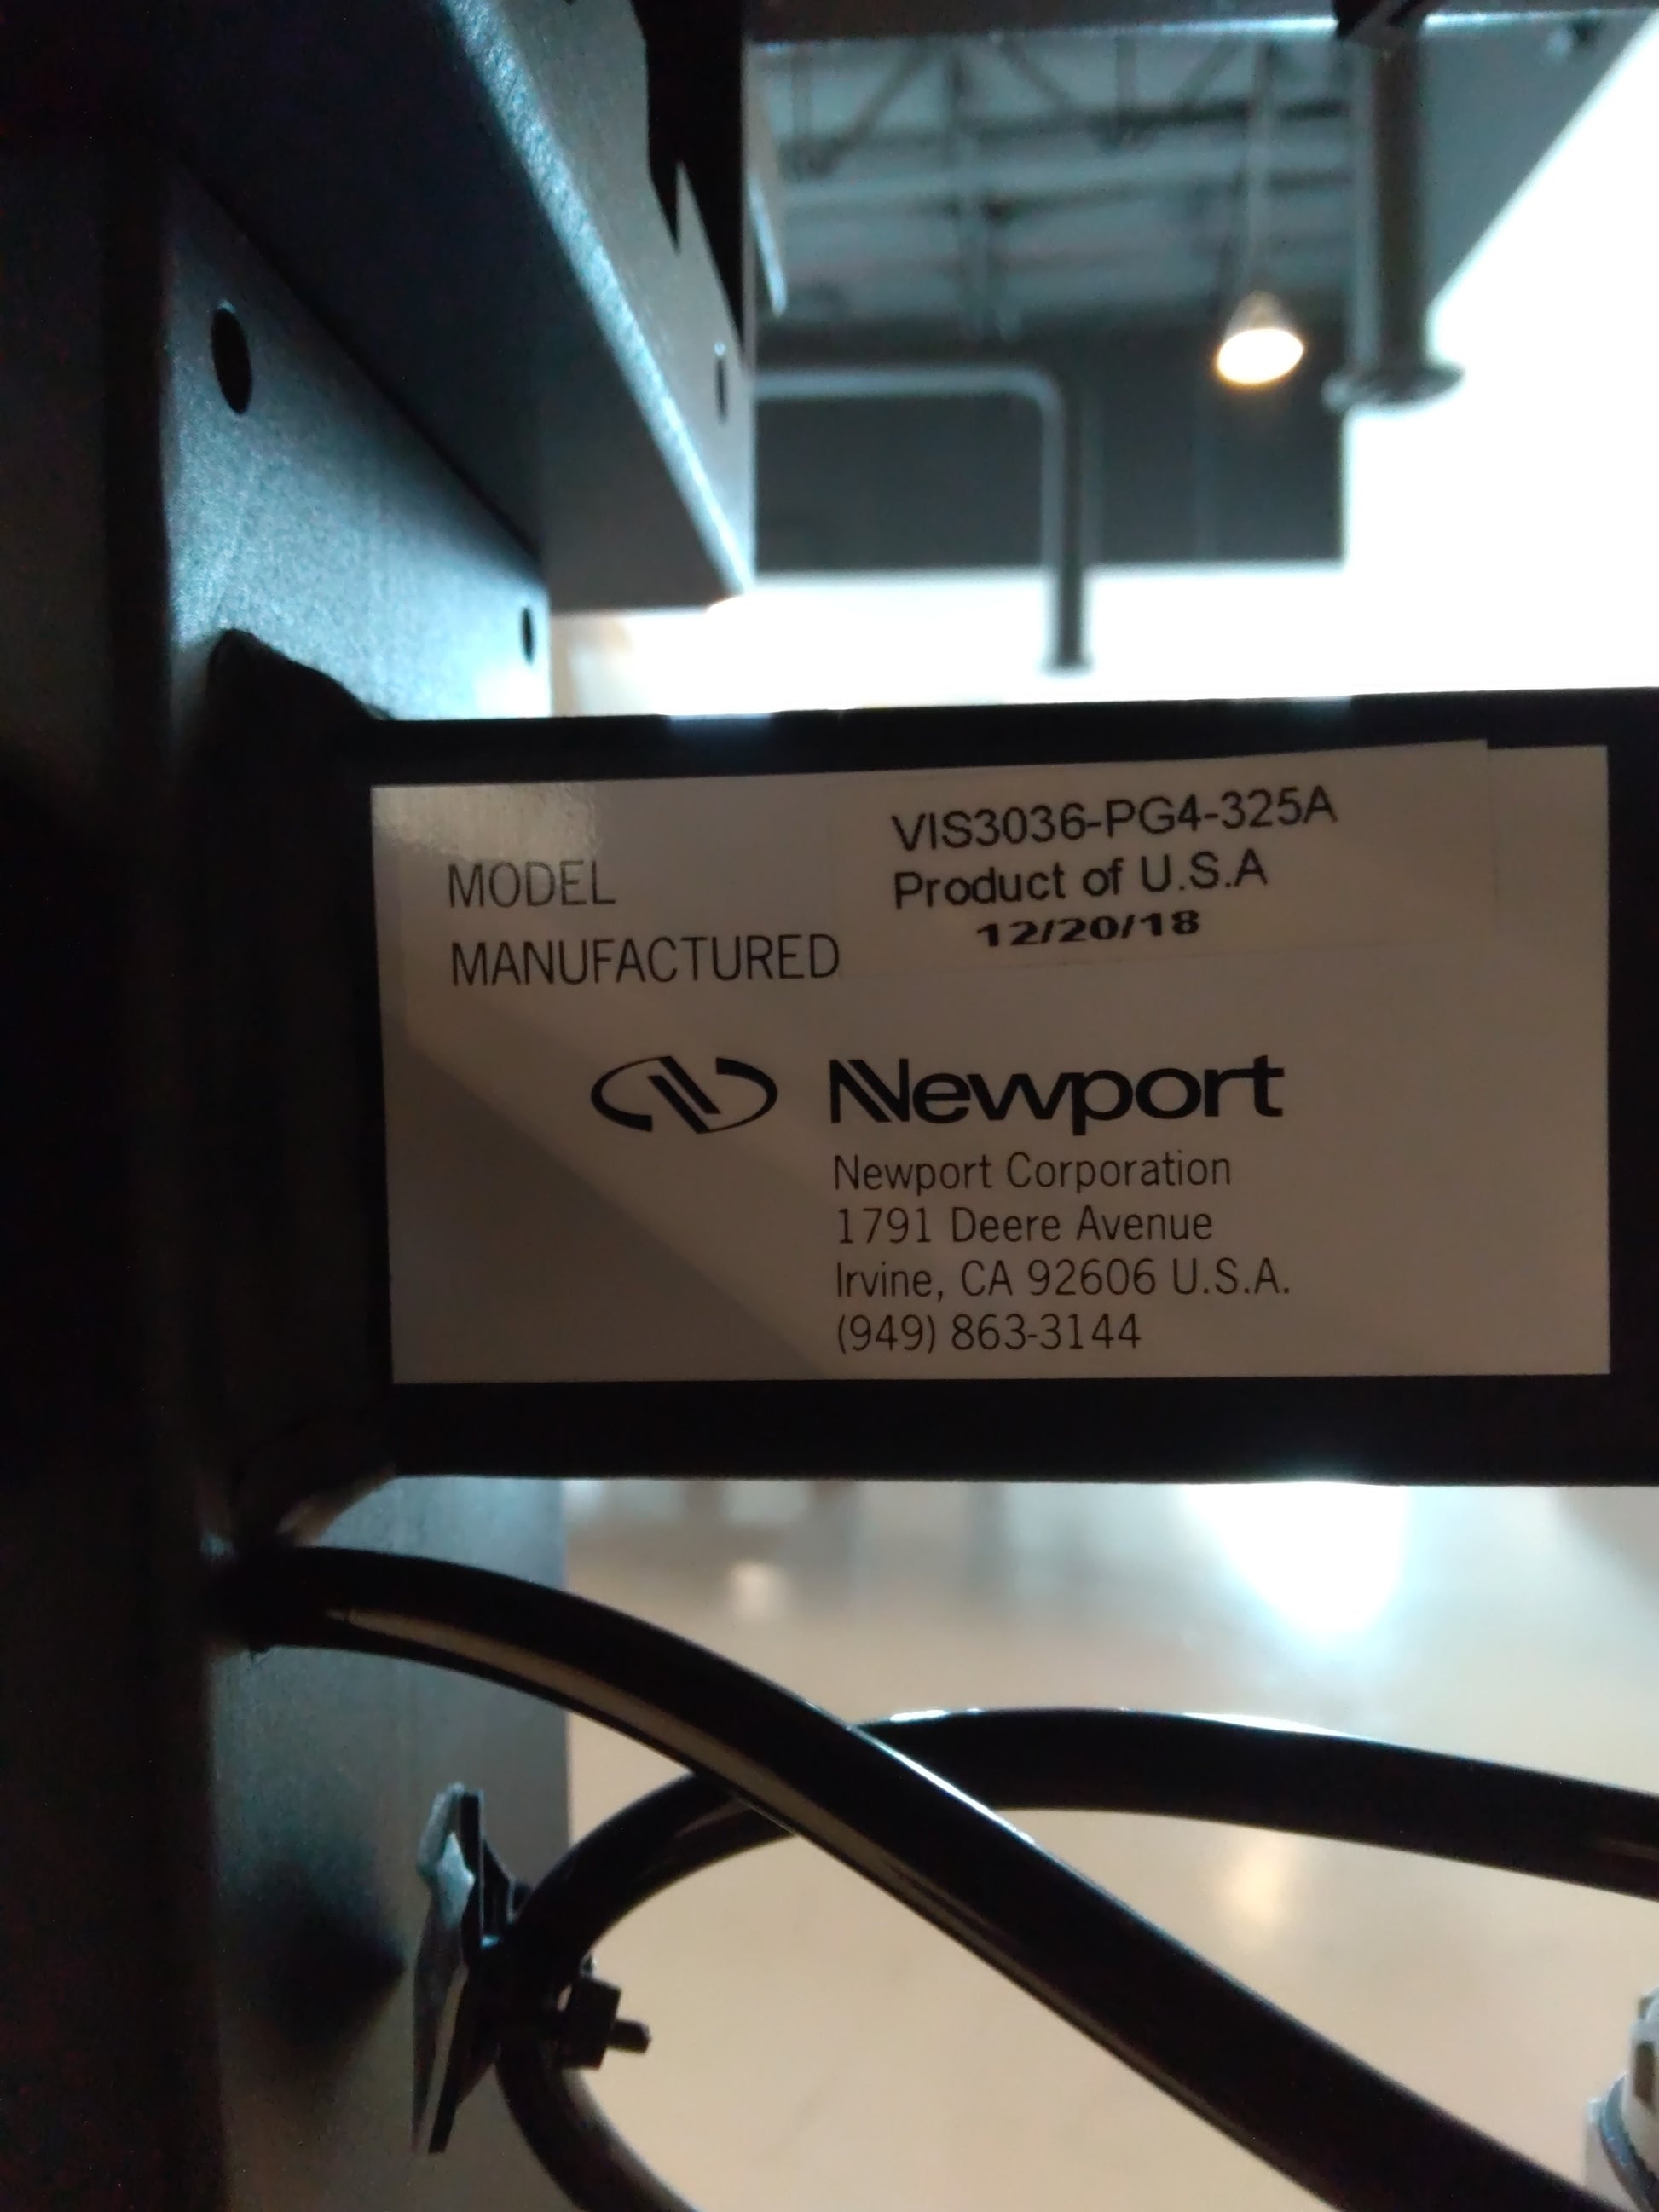 MODEL VIS3036-PG4-325A
Product of U.S.A
MANUFACTURED 12/20/18
Newport
Newport Corporation
1791 Deere Avenue
Irvine, CA 92606 U.S.A.
(949) 863-3144